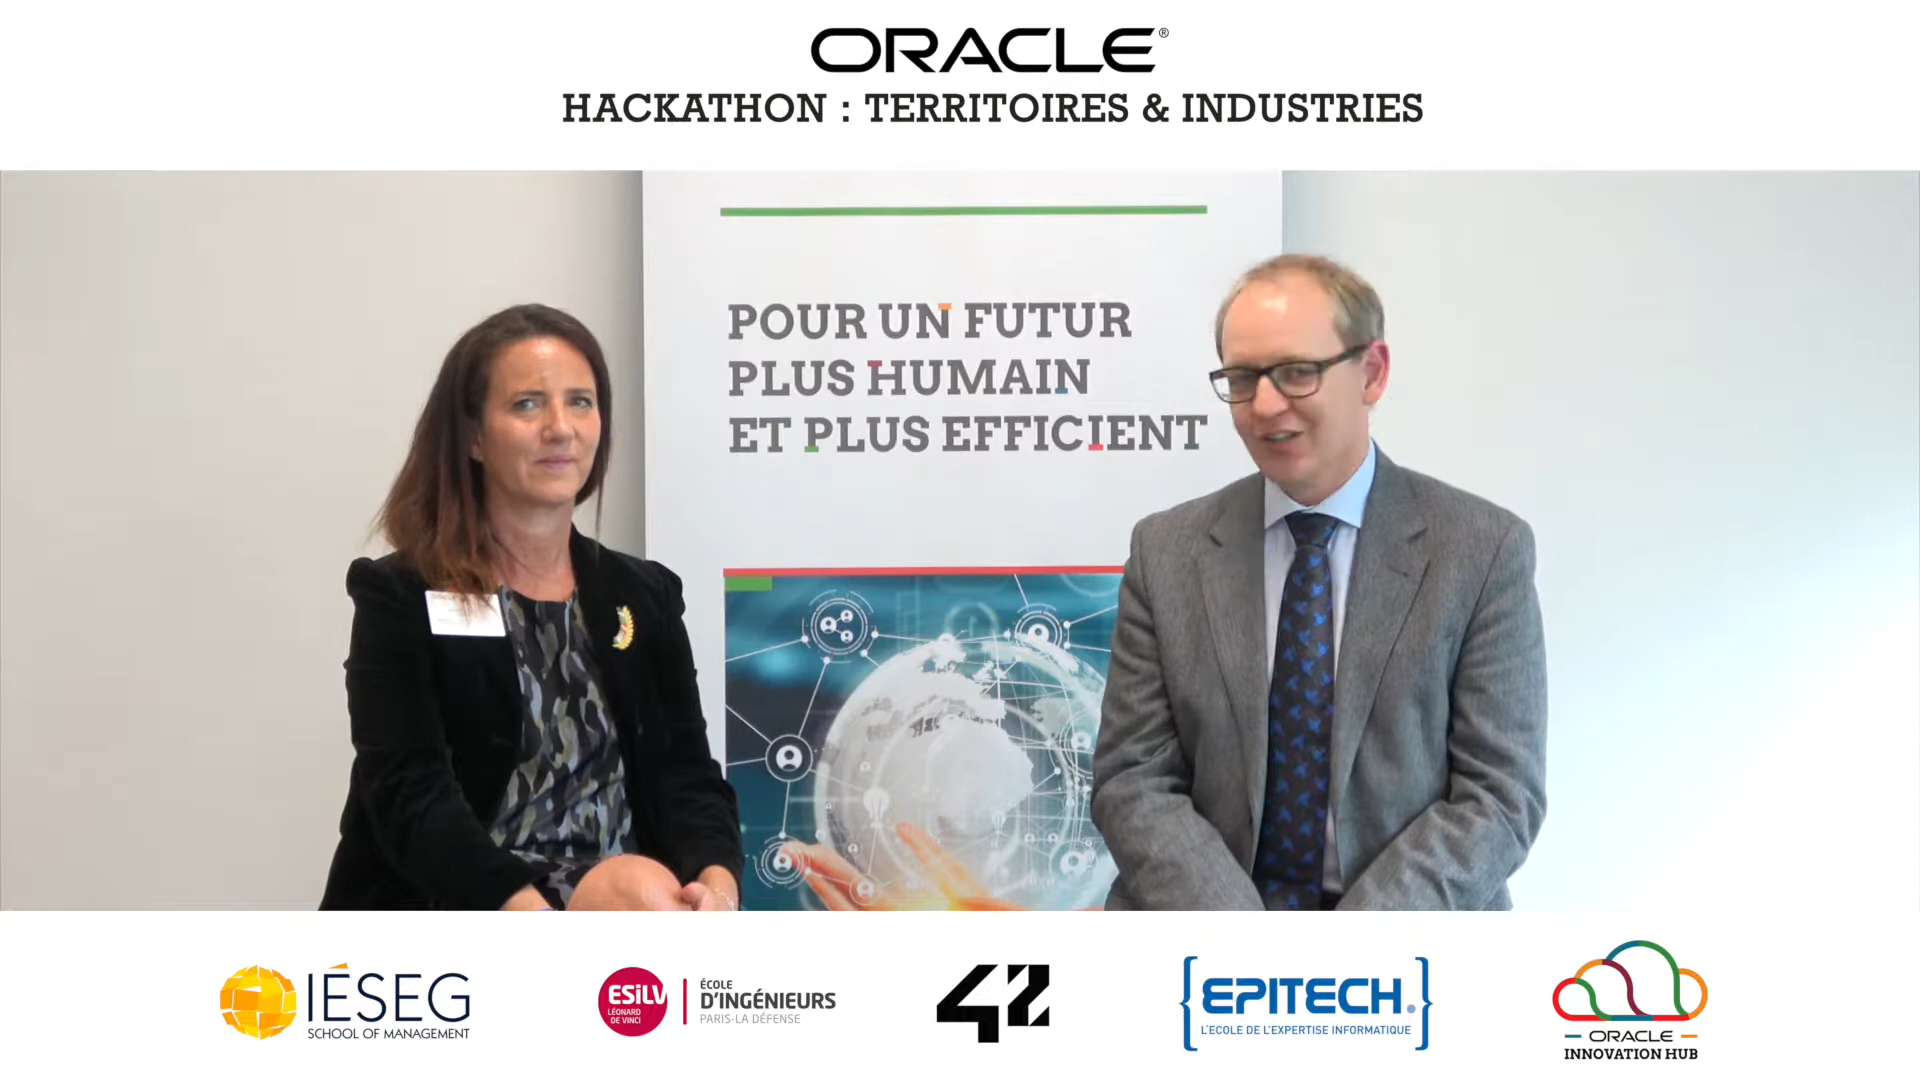 ORACLE®
HACKATHON : TERRITOIRES & INDUSTRIES
POUR UN FUTUR
PLUS HUMAIN
ET PLUS EFFICIENT
IÉSEG
SCHOOL OF MANAGEMENT
ESiLV
LÉONARD
DE VINCI
ÉCOLE
D'INGÉNIEURS
PARIS-LA DÉFENSE
42
{EPITECH.}
L'ECOLE DE L'EXPERTISE INFORMATIQUE
ORACLE
INNOVATION HUB